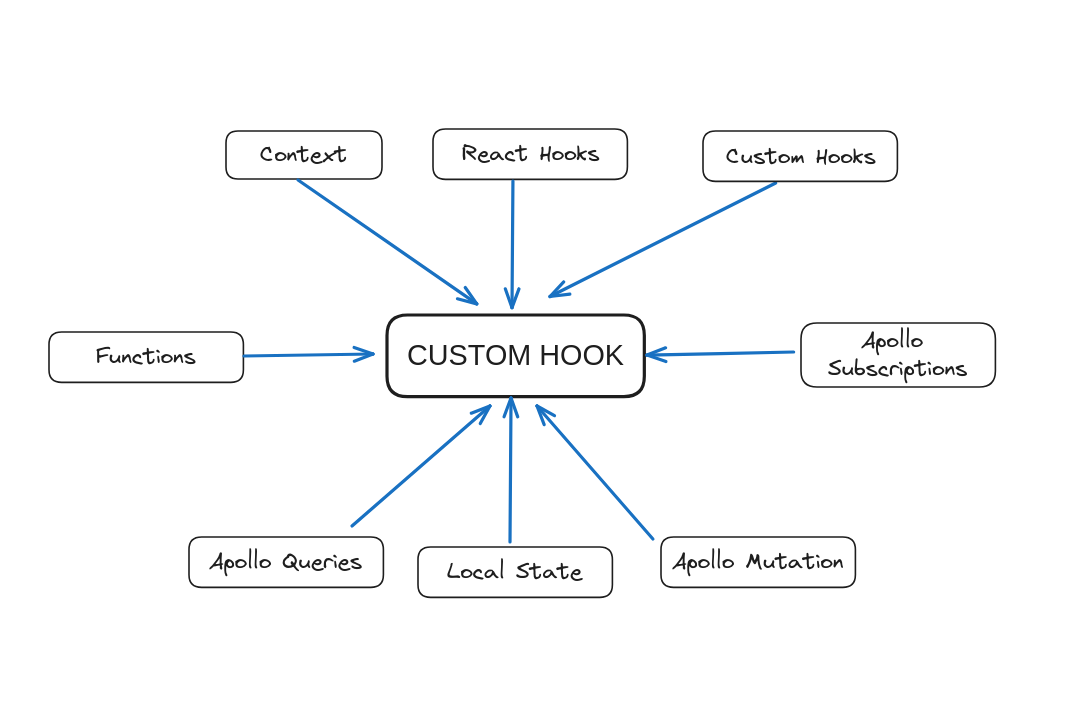 Context
React Hooks
Custom Hooks
Functions
CUSTOM HOOK
Apollo
Subscriptions
Apollo Queries
Local State
Apollo Mutation